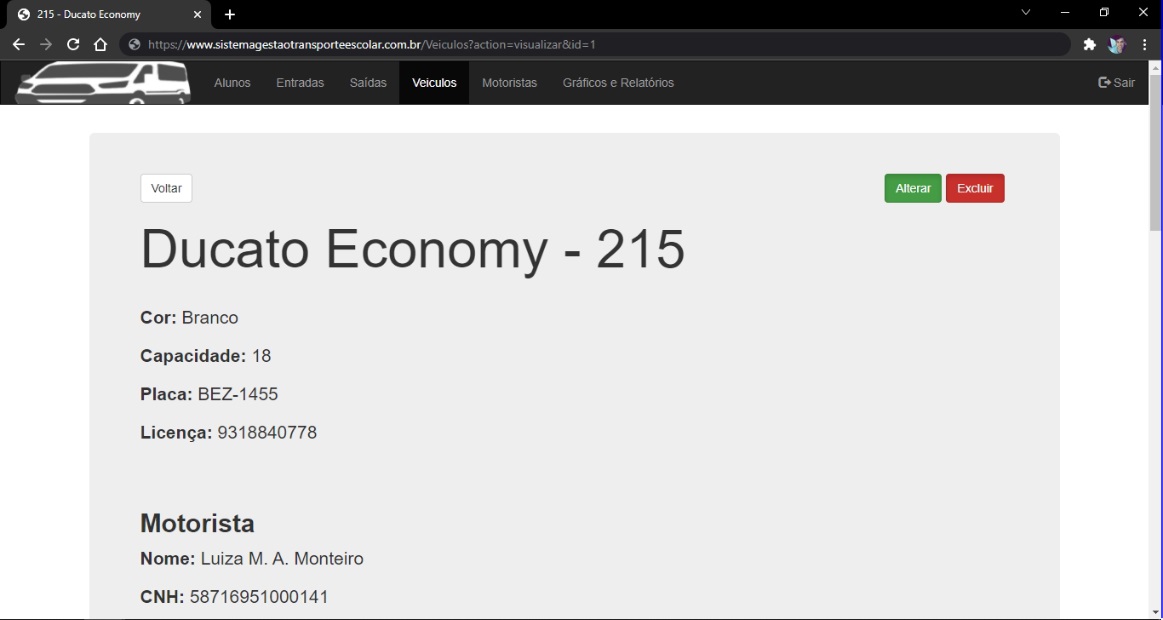 215 - Ducato Economy
https://www.sistemagestaotransporteescolar.com.br/Veiculos?action=visualizar&id=1
Alunos Entradas Saídas Veiculos Motoristas Gráficos e Relatórios Sair
Voltar Alterar Excluir
Ducato Economy - 215
Cor: Branco
Capacidade: 18
Placa: BEZ-1455
Licença: 9318840778
Motorista
Nome: Luiza M. A. Monteiro
CNH: 58716951000141